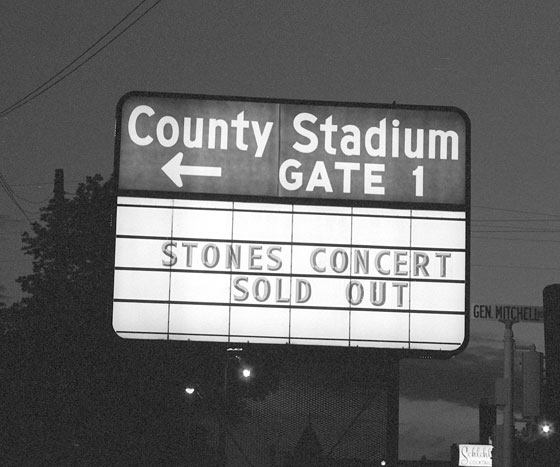 County Stadium
← GATE 1
STONES CONCERT
SOLD OUT
GEN. MITCHELL